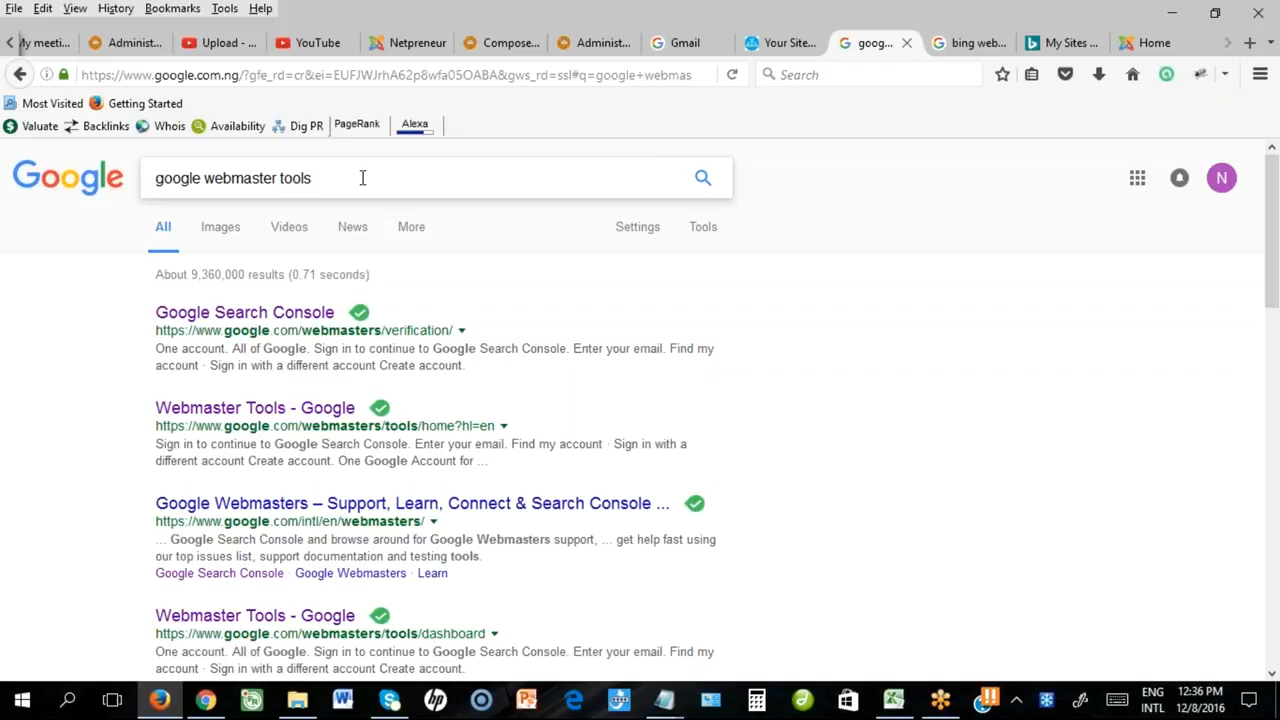 File Edit View History Bookmarks Tools Help
My meeti... Administ... Upload - ... YouTube Netpreneur Compose... Administ... Gmail Your Site... goog... bing web... My Sites ... Home
https://www.google.com.ng/?gfe_rd=cr&ei=EUFJWJrhA62p8wfa05OABA&gws_rd=ssl#q=google+webmas Search
Most Visited Getting Started
Valuate Backlinks Whois Availability Dig PR PageRank Alexa
Google google webmaster tools N
All Images Videos News More Settings Tools
About 9,360,000 results (0.71 seconds)
Google Search Console
https://www.google.com/webmasters/verification/
One account. All of Google. Sign in to continue to Google Search Console. Enter your email. Find my
account · Sign in with a different account Create account.
Webmaster Tools - Google
https://www.google.com/webmasters/tools/home?hl=en
Sign in to continue to Google Search Console. Enter your email. Find my account · Sign in with a
different account Create account. One Google Account for ...
Google Webmasters – Support, Learn, Connect & Search Console ...
https://www.google.com/intl/en/webmasters/
... Google Search Console and browse around for Google Webmasters support, ... get help fast using
our top issues list, support documentation and testing tools.
Google Search Console · Google Webmasters · Learn
Webmaster Tools - Google
https://www.google.com/webmasters/tools/dashboard
One account. All of Google. Sign in to continue to Google Search Console. Enter your email. Find my
account · Sign in with a different account Create account.
ENG 12:36 PM
INTL 12/8/2016